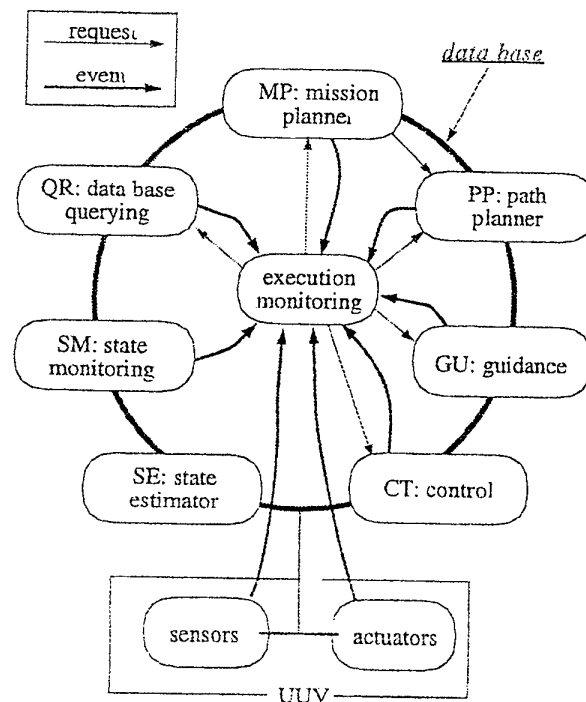 request
event
data base
MP: mission
planner
QR: data base
querying
PP: path
planner
execution
monitoring
SM: state
monitoring
GU: guidance
SE: state
estimator
CT: control
sensors
actuators
UUV